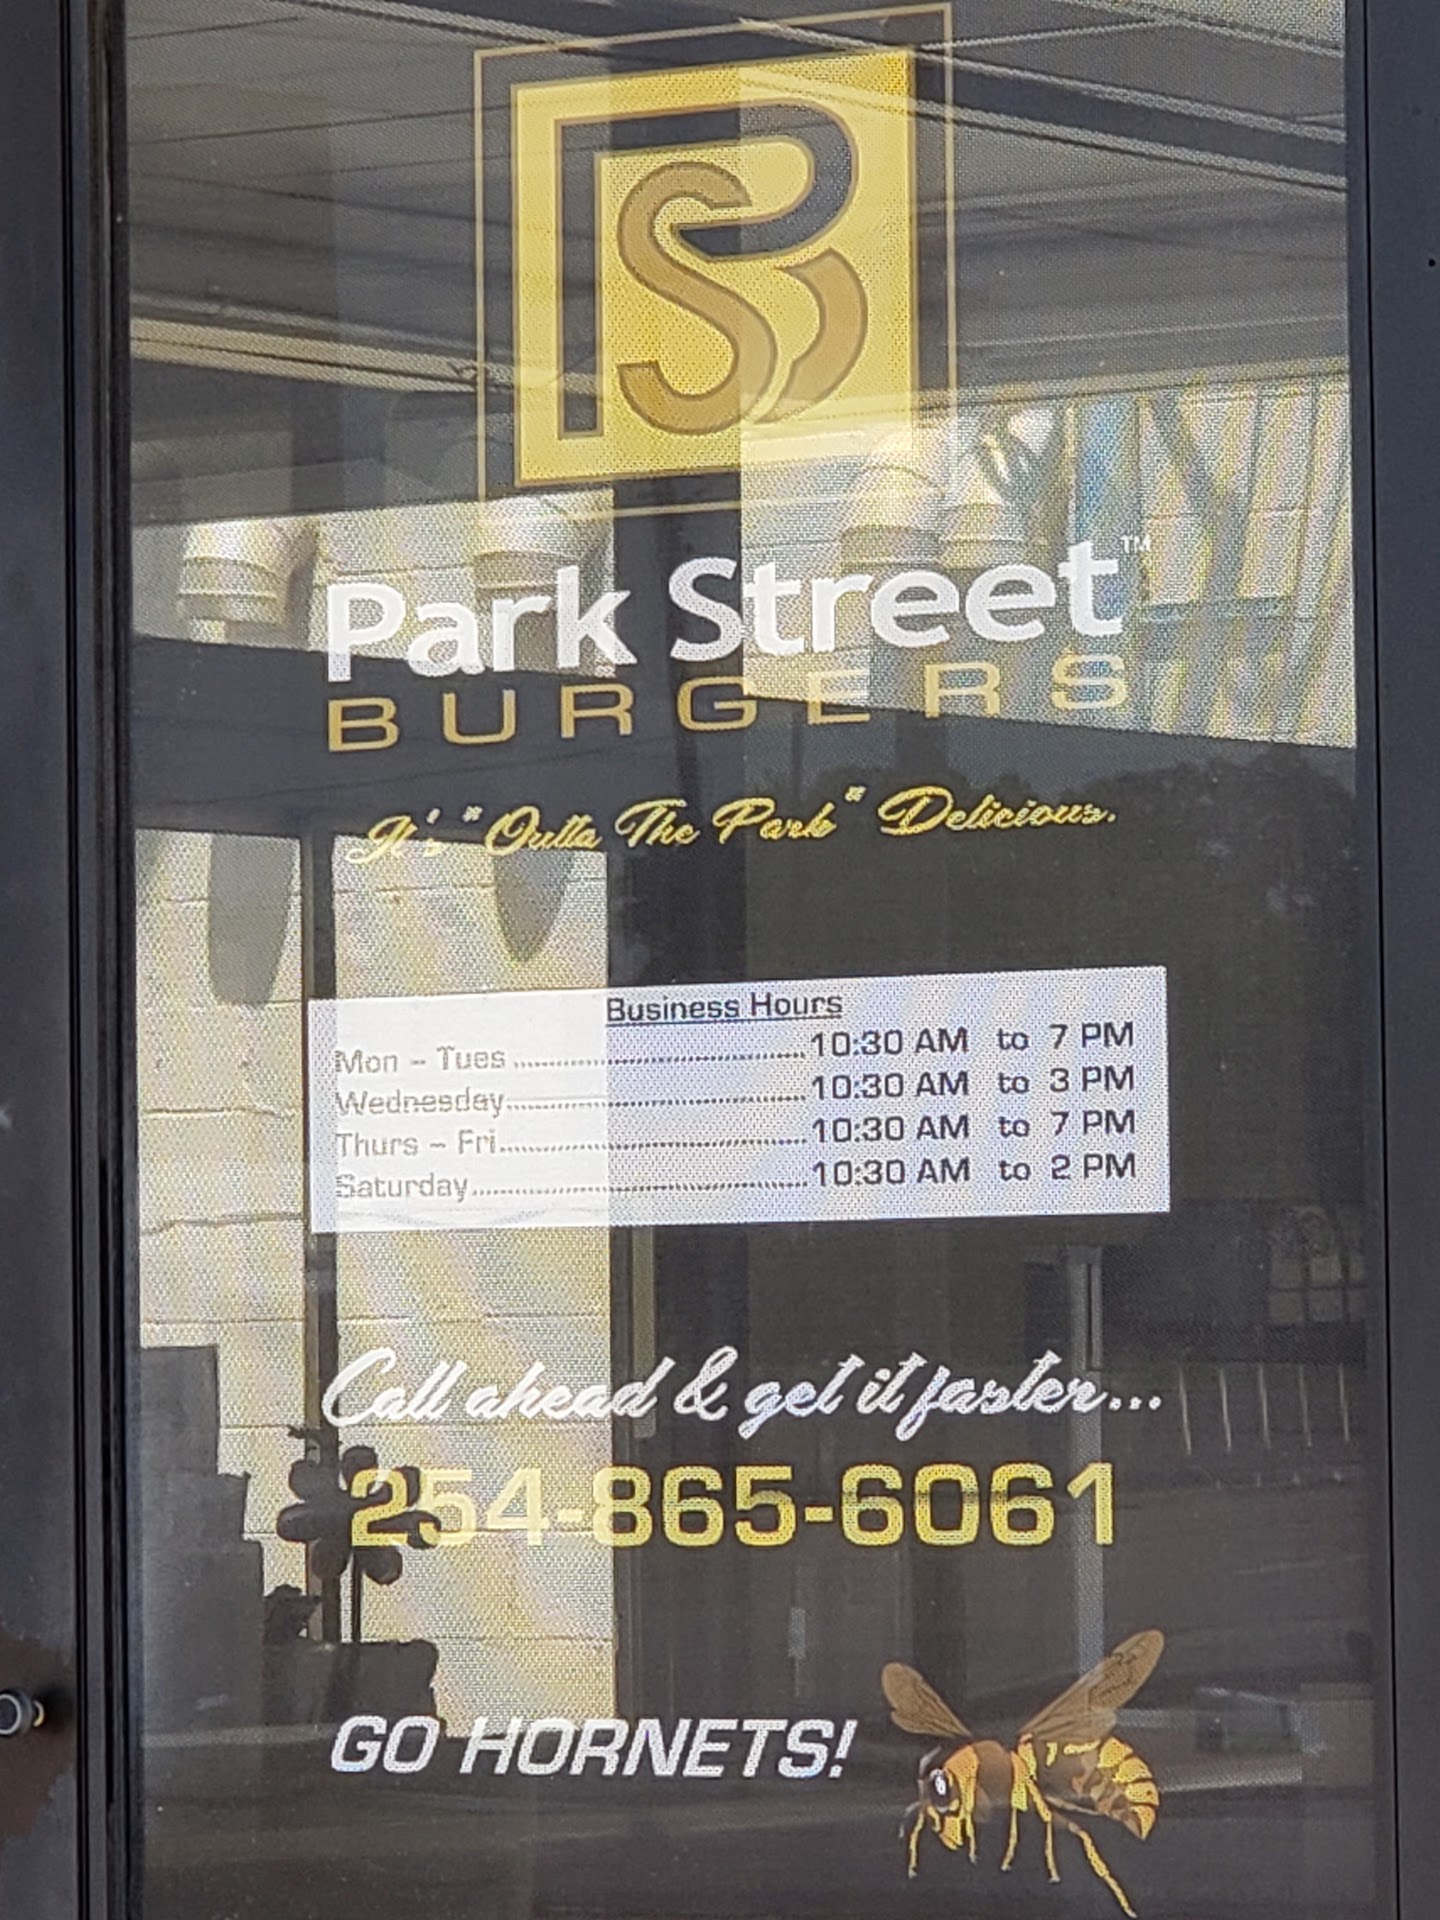 PSB
Park Street™
BURGERS
It's "Outta The Park" Delicious.
Business Hours
Mon - Tues ........................ 10:30 AM to 7 PM
Wednesday........................ 10:30 AM to 3 PM
Thurs - Fri........................ 10:30 AM to 7 PM
Saturday........................ 10:30 AM to 2 PM
Call ahead & get it faster...
254-865-6061
GO HORNETS!